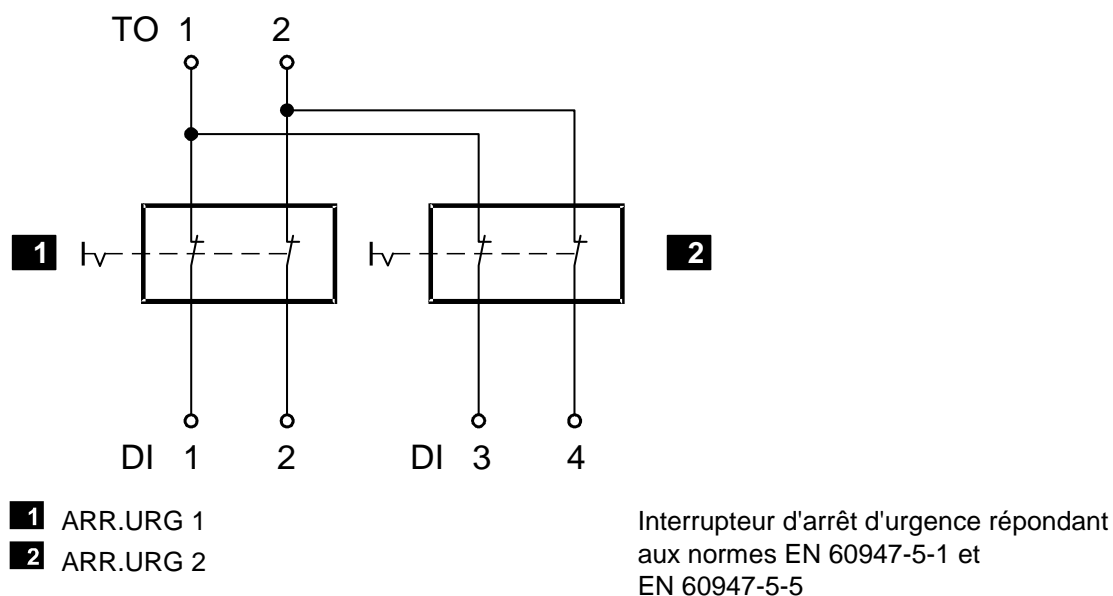 TO 1 2
1 2
DI 1 2 DI 3 4
1 ARR.URG 1
2 ARR.URG 2
Interrupteur d'arrêt d'urgence répondant
aux normes EN 60947-5-1 et
EN 60947-5-5